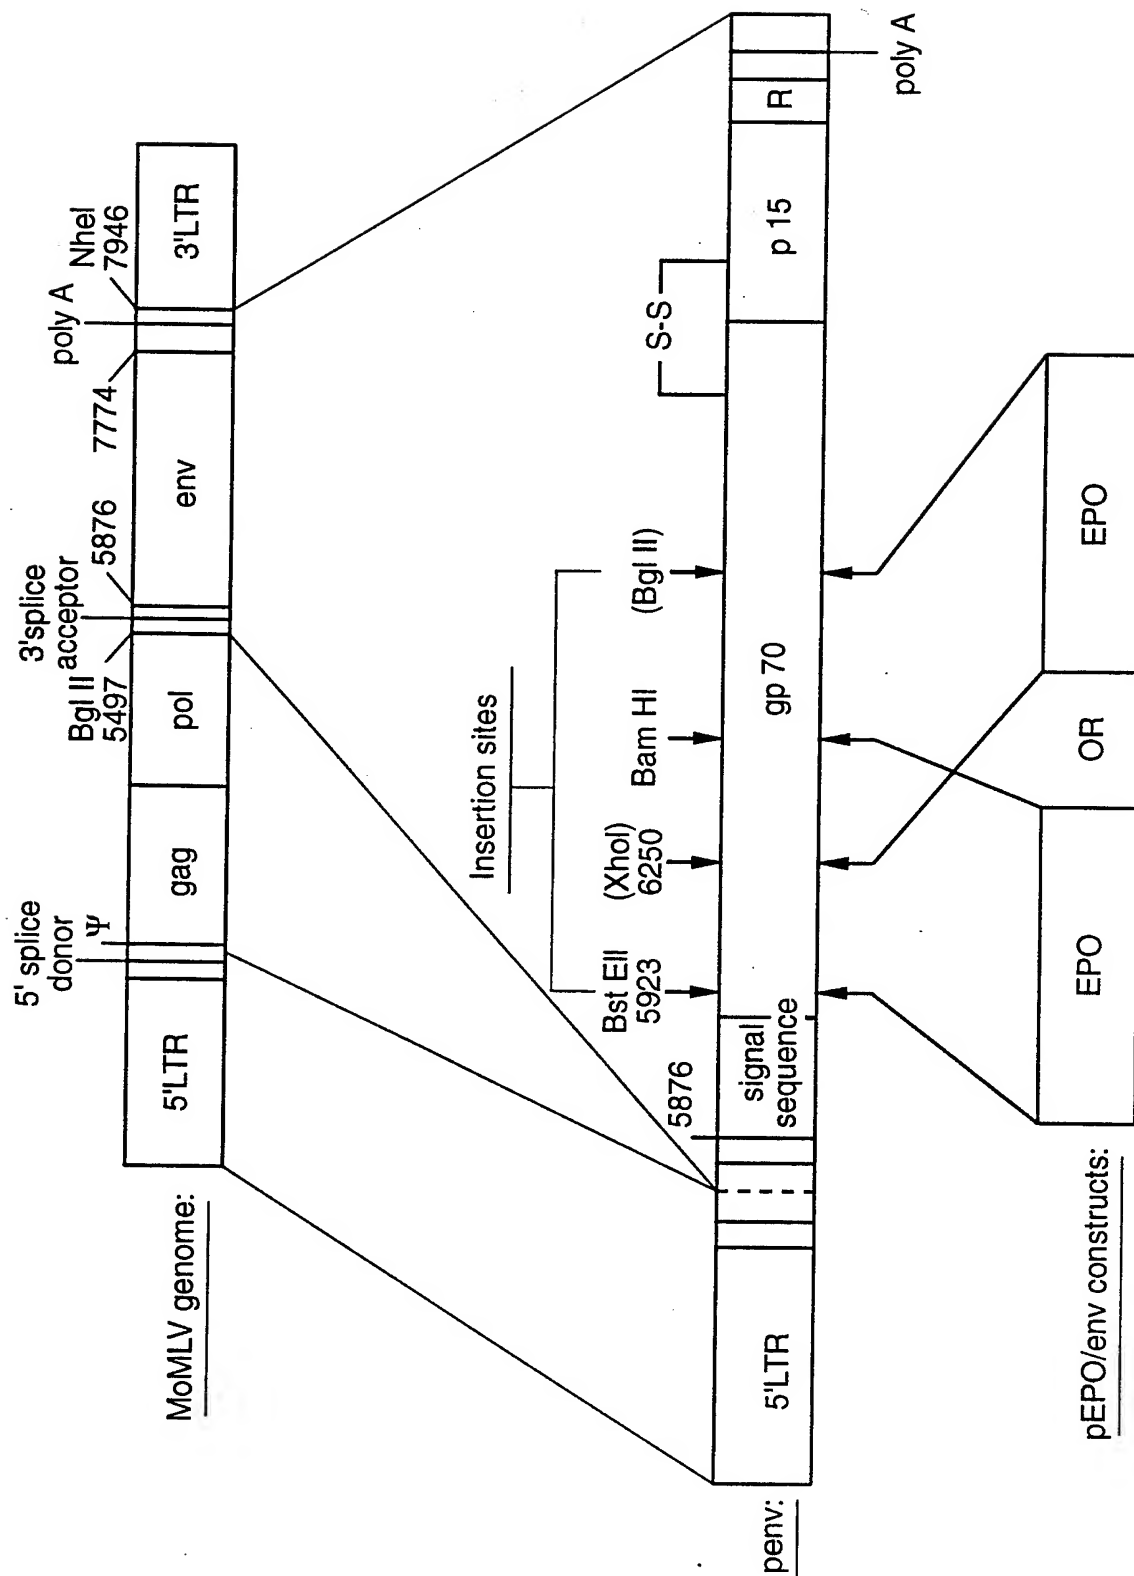 MoMLV genome:
5' splice
donor
Ψ
3'splice
acceptor
Bgl II
5497
5876
7774
poly A
NheI
7946
5'LTR
gag
pol
env
3'LTR
Insertion sites
Bst EII
5923
(XhoI)
6250
Bam HI
(Bgl II)
S-S
5876
penv:
5'LTR
signal
sequence
gp 70
p 15
R
poly A
pEPO/env constructs:
EPO
OR
EPO